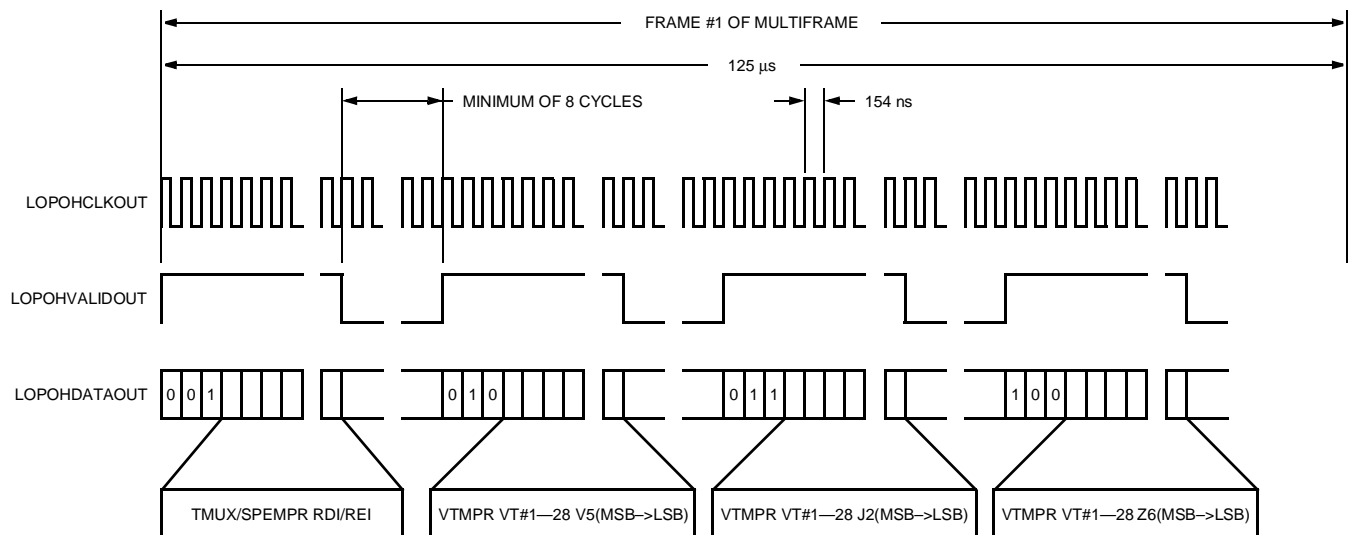 FRAME #1 OF MULTIFRAME
125 μs
MINIMUM OF 8 CYCLES
154 ns
LOPOHCLKOUT
LOPOHVALIDOUT
LOPOHDATAOUT
0 0 1
0 1 0
0 1 1
1 0 0
TMUX/SPEMPR RDI/REI
VTMPR VT#1—28 V5(MSB–>LSB)
VTMPR VT#1—28 J2(MSB–>LSB)
VTMPR VT#1—28 Z6(MSB–>LSB)